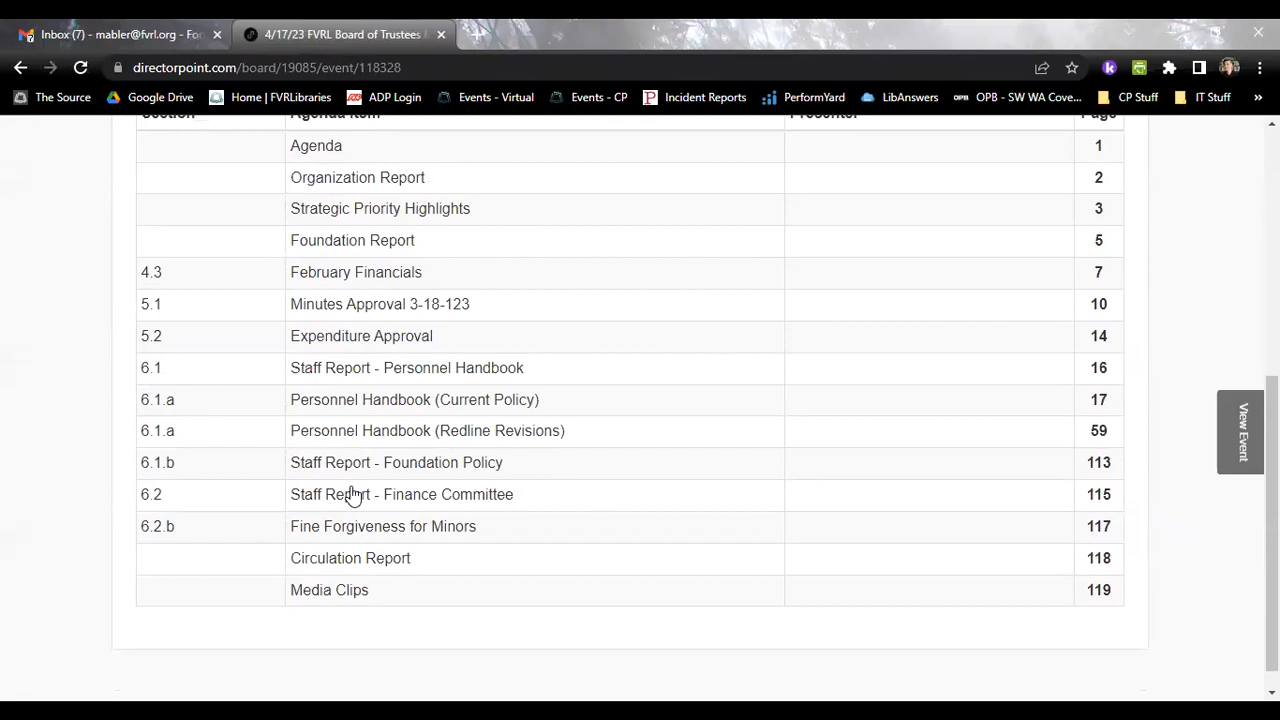 Inbox (7) - mabler@fvrl.org - Fo
4/17/23 FVRL Board of Trustees
directorpoint.com/board/19085/event/118328
The Source Google Drive Home | FVRLibraries ADP Login Events - Virtual Events - CP Incident Reports PerformYard LibAnswers OPB - SW WA Cove... CP Stuff IT Stuff »
Section Agenda Item Presenter Page
Agenda 1
Organization Report 2
Strategic Priority Highlights 3
Foundation Report 5
4.3 February Financials 7
5.1 Minutes Approval 3-18-123 10
5.2 Expenditure Approval 14
6.1 Staff Report - Personnel Handbook 16
6.1.a Personnel Handbook (Current Policy) 17
6.1.a Personnel Handbook (Redline Revisions) 59
6.1.b Staff Report - Foundation Policy 113
6.2 Staff Report - Finance Committee 115
6.2.b Fine Forgiveness for Minors 117
Circulation Report 118
Media Clips 119
View Event